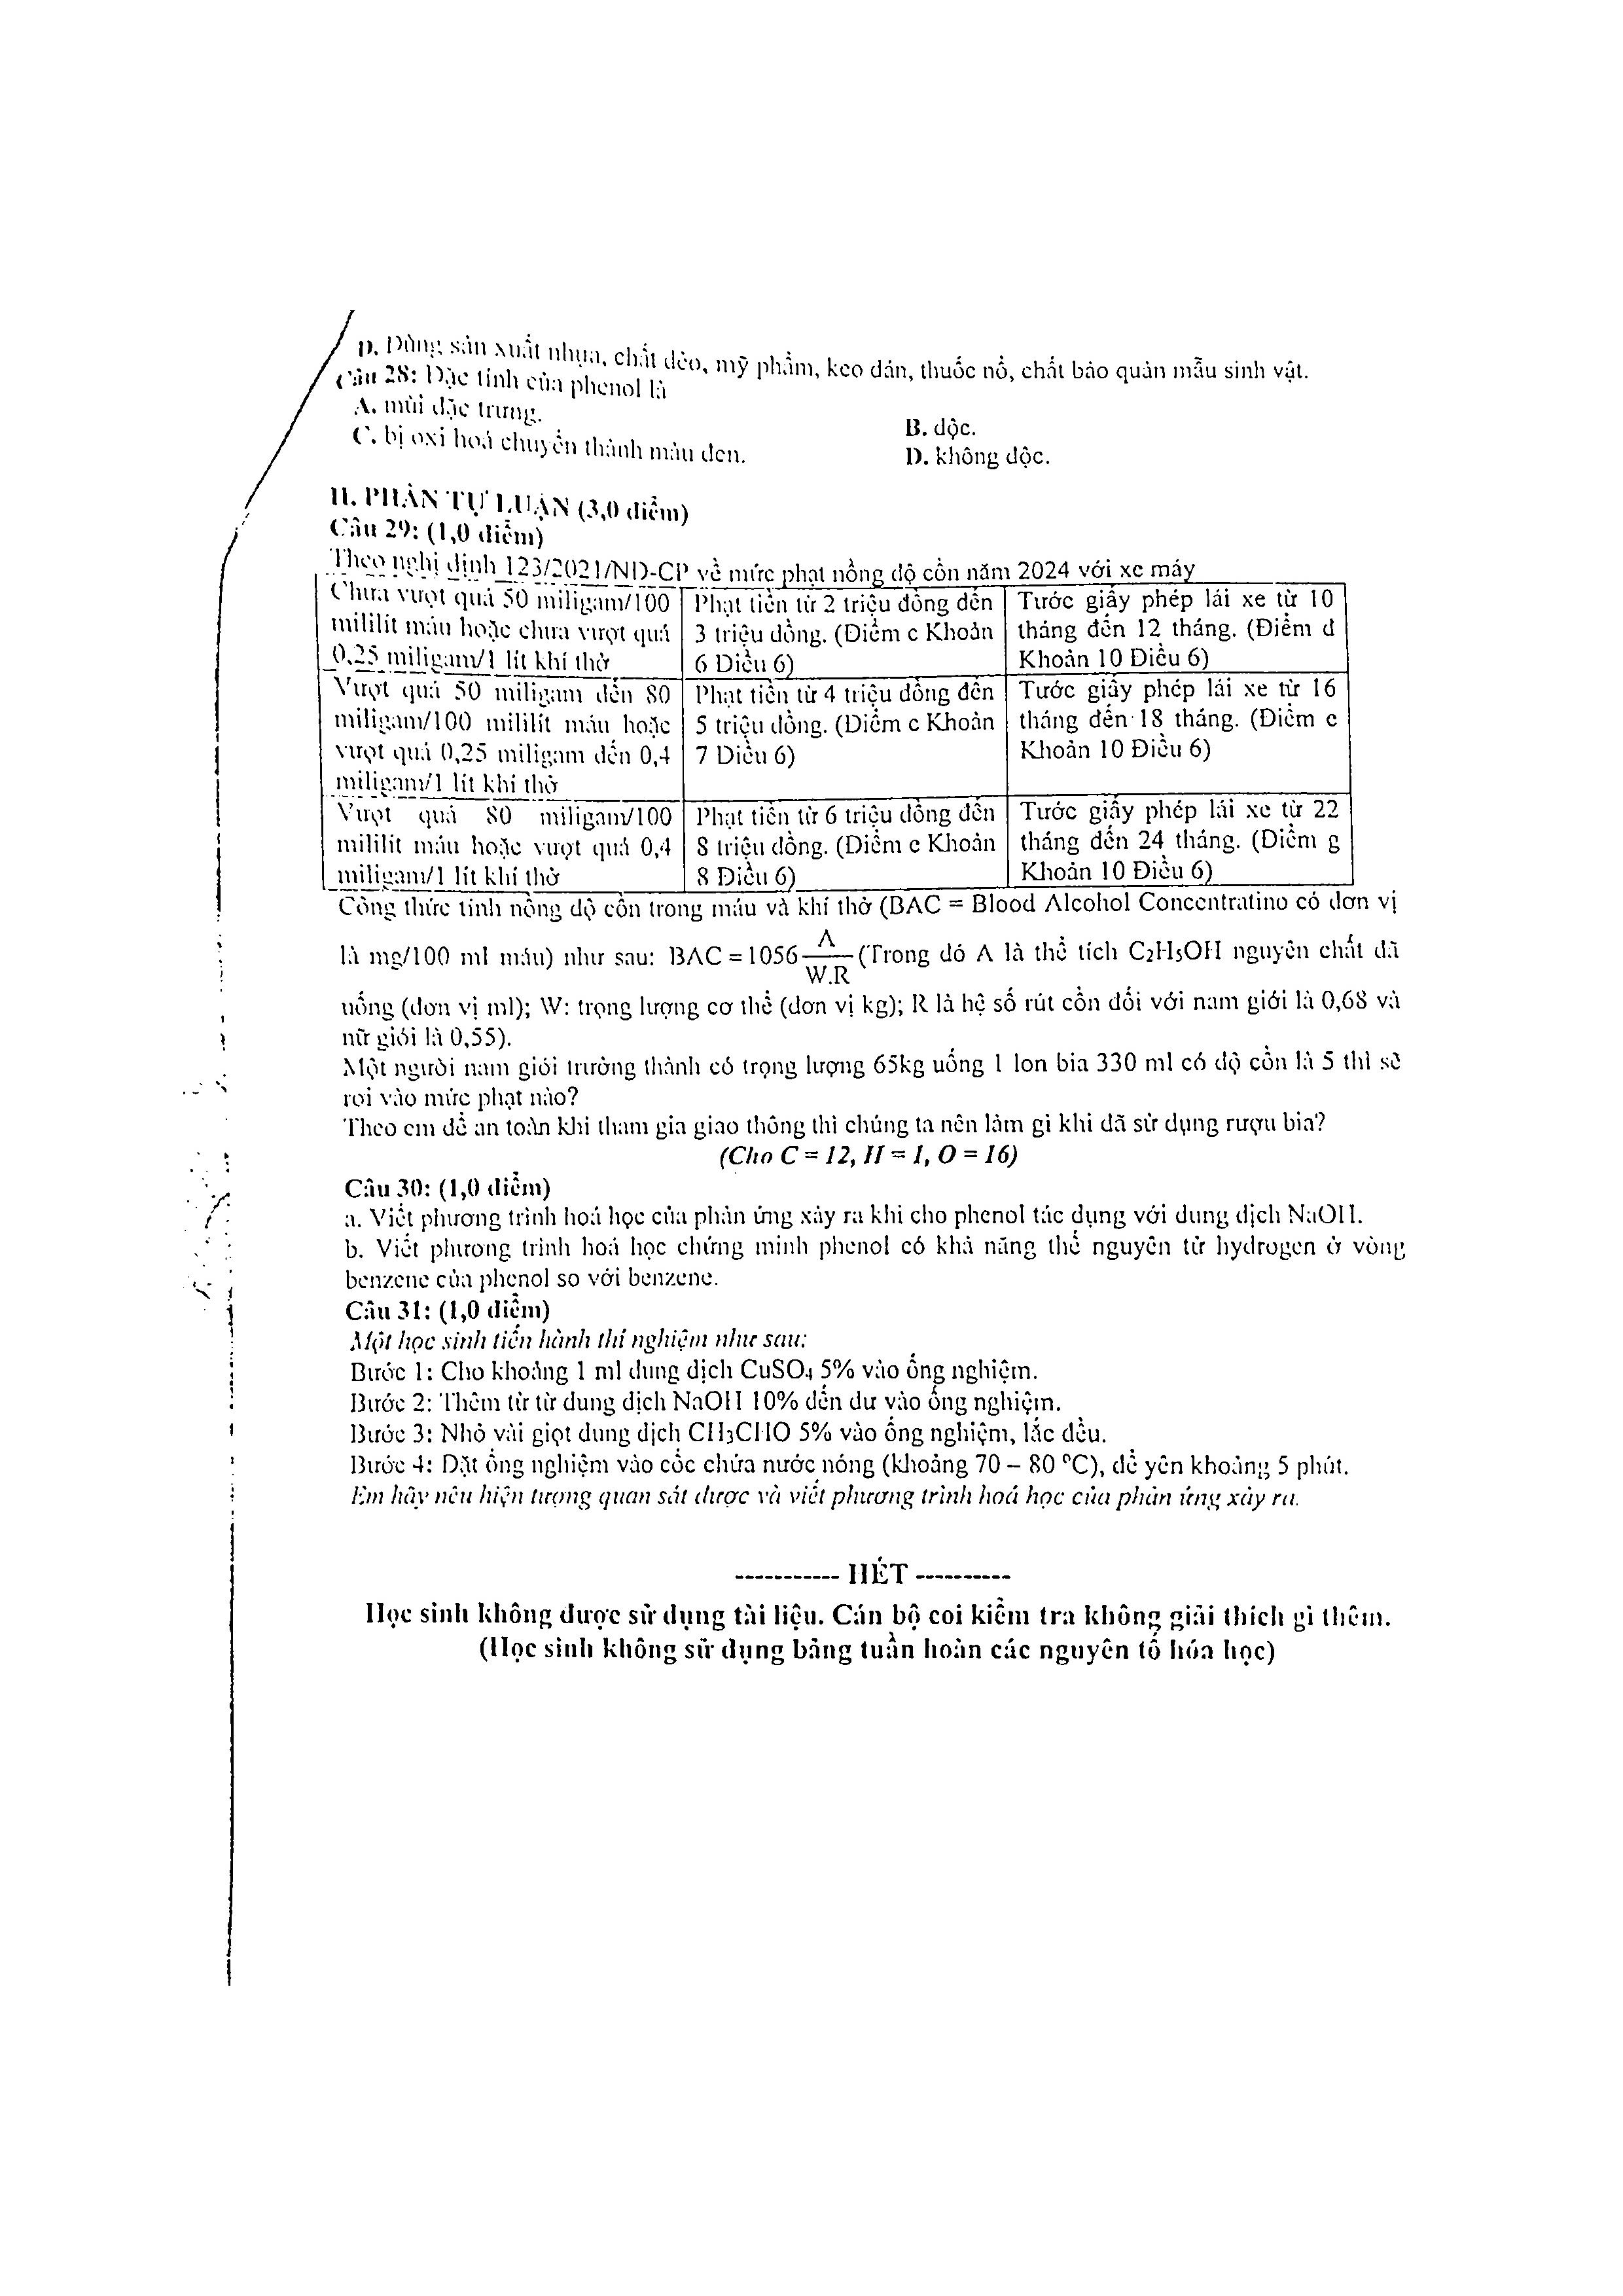 D. Dùng sản xuất nhựa, chất dẻo, mỹ phẩm, keo dán, thuốc nổ, chất bảo quản mẫu sinh vật.
Câu 28: Đặc tính của phenol là
A. mùi đặc trưng.
B. độc.
C. bị oxi hoá chuyển thành màu đen.
D. không độc.
II. PHẦN TỰ LUẬN (3,0 điểm)
Câu 29: (1,0 điểm)
Theo nghị định 123/2021/NĐ-CP về mức phạt nồng độ cồn năm 2024 với xe máy
Chưa vượt quá 50 miligam/100 mililít máu hoặc chưa vượt quá 0,25 miligam/1 lít khí thở
Phạt tiền từ 2 triệu đồng đến 3 triệu đồng. (Điểm c Khoản 6 Điều 6)
Tước giấy phép lái xe từ 10 tháng đến 12 tháng. (Điểm d Khoản 10 Điều 6)
Vượt quá 50 miligam đến 80 miligam/100 mililít máu hoặc vượt quá 0,25 miligam đến 0,4 miligam/1 lít khí thở
Phạt tiền từ 4 triệu đồng đến 5 triệu đồng. (Điểm c Khoản 7 Điều 6)
Tước giấy phép lái xe từ 16 tháng đến 18 tháng. (Điểm e Khoản 10 Điều 6)
Vượt quá 80 miligam/100 mililít máu hoặc vượt quá 0,4 miligam/1 lít khí thở
Phạt tiền từ 6 triệu đồng đến 8 triệu đồng. (Điểm e Khoản 8 Điều 6)
Tước giấy phép lái xe từ 22 tháng đến 24 tháng. (Điểm g Khoản 10 Điều 6)
Công thức tính nồng độ cồn trong máu và khí thở (BAC = Blood Alcohol Concentratino có đơn vị
là mg/100 ml máu) như sau: BAC = 1056 A/W.R (Trong đó A là thể tích C₂H₅OH nguyên chất đã
uống (đơn vị ml); W: trọng lượng cơ thể (đơn vị kg); R là hệ số rút cồn đối với nam giới là 0,68 và
nữ giới là 0,55).
Một người nam giới trưởng thành có trọng lượng 65kg uống 1 lon bia 330 ml có độ cồn là 5 thì sẽ
rơi vào mức phạt nào?
Theo em để an toàn khi tham gia giao thông thì chúng ta nên làm gì khi đã sử dụng rượu bia?
(Cho C = 12, H = 1, O = 16)
Câu 30: (1,0 điểm)
a. Viết phương trình hoá học của phản ứng xảy ra khi cho phenol tác dụng với dung dịch NaOH.
b. Viết phương trình hoá học chứng minh phenol có khả năng thế nguyên tử hydrogen ở vòng
benzene của phenol so với benzene.
Câu 31: (1,0 điểm)
Một học sinh tiến hành thí nghiệm như sau:
Bước 1: Cho khoảng 1 ml dung dịch CuSO₄ 5% vào ống nghiệm.
Bước 2: Thêm từ từ dung dịch NaOH 10% đến dư vào ống nghiệm.
Bước 3: Nhỏ vài giọt dung dịch CH₃CHO 5% vào ống nghiệm, lắc đều.
Bước 4: Đặt ống nghiệm vào cốc chứa nước nóng (khoảng 70 – 80 °C), để yên khoảng 5 phút.
Em hãy nêu hiện tượng quan sát được và viết phương trình hoá học của phản ứng xảy ra.
----------- HẾT ----------
Học sinh không được sử dụng tài liệu. Cán bộ coi kiểm tra không giải thích gì thêm.
(Học sinh không sử dụng bảng tuần hoàn các nguyên tố hóa học)